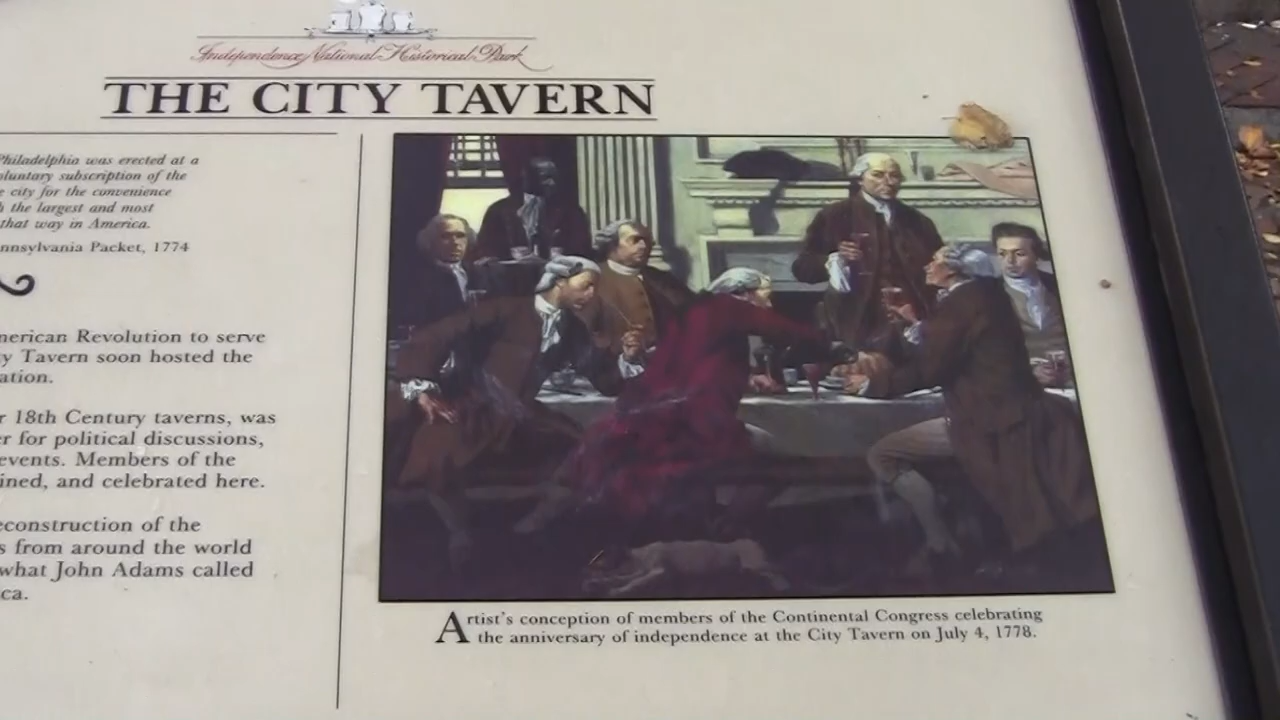 Independence National Historical Park
THE CITY TAVERN
Philadelphia was erected at a
voluntary subscription of the
city for the convenience
the largest and most
that way in America.
nnsylvania Packet, 1774
merican Revolution to serve
y Tavern soon hosted the
ation.
r 18th Century taverns, was
er for political discussions,
events. Members of the
ined, and celebrated here.
econstruction of the
s from around the world
what John Adams called
ca.
Artist's conception of members of the Continental Congress celebrating
the anniversary of independence at the City Tavern on July 4, 1778.